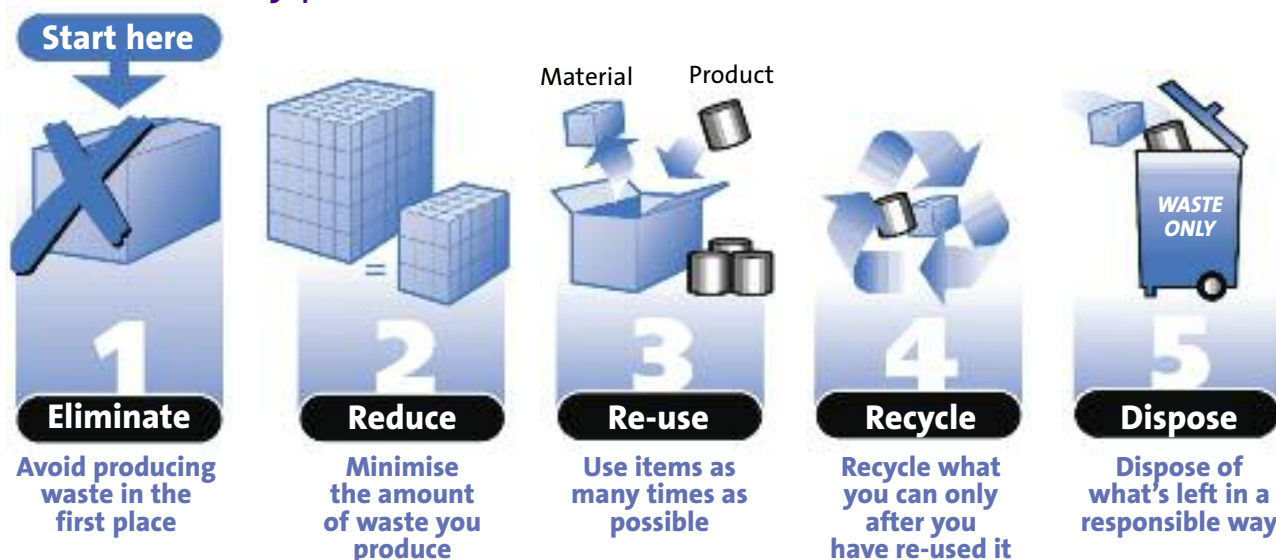 Start here
Material
Product
=
WASTE
ONLY
1
2
3
4
5
Eliminate
Reduce
Re-use
Recycle
Dispose
Avoid producing
waste in the
first place
Minimise
the amount
of waste you
produce
Use items as
many times as
possible
Recycle what
you can only
after you
have re-used it
Dispose of
what's left in a
responsible way